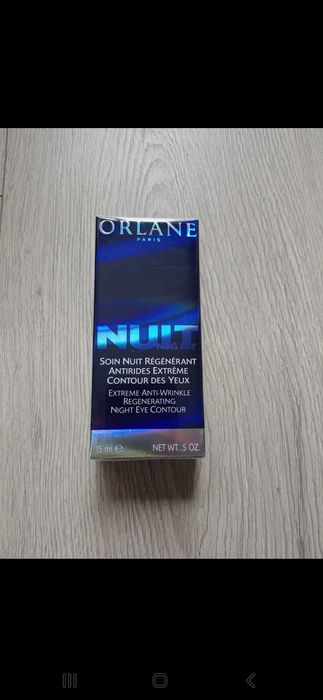 ORLANE
PARIS
NUIT
NIGHT
SOIN NUIT RÉGÉNÉRANT
ANTIRIDES EXTRÊME
CONTOUR DES YEUX
EXTREME ANTI-WRINKLE
REGENERATING
NIGHT EYE CONTOUR
15 ml ℮ NET WT. .5 OZ.